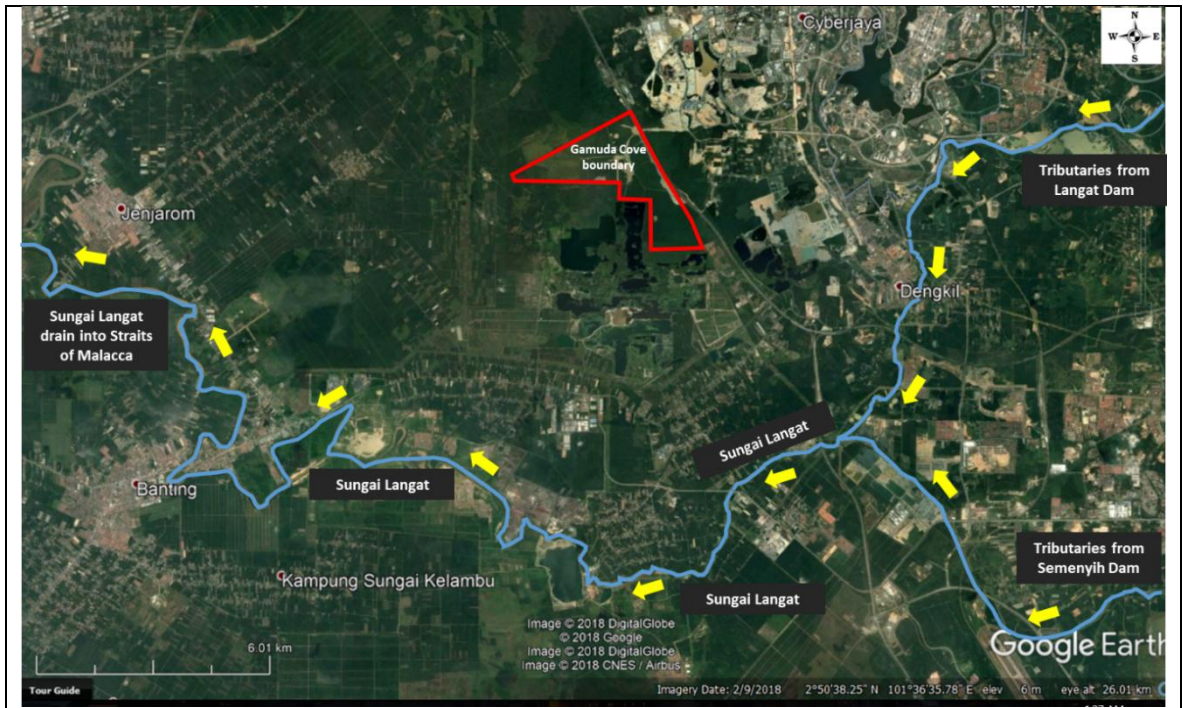 Cyberjaya
N
W E
S
Gamuda Cove
boundary
Tributaries from
Langat Dam
Jenjarom
Dengkil
Sungai Langat
drain into Straits
of Malacca
Sungai Langat
Sungai Langat
Banting
Tributaries from
Semenyih Dam
Kampung Sungai Kelambu
Sungai Langat
Image © 2018 DigitalGlobe
© 2018 Google
Image © 2018 DigitalGlobe
Image © 2018 CNES / Airbus
6.01 km
Google Earth
Tour Guide
Imagery Date: 2/9/2018 2°50'38.25" N 101°36'35.78" E elev 6 m eye alt 26.01 km